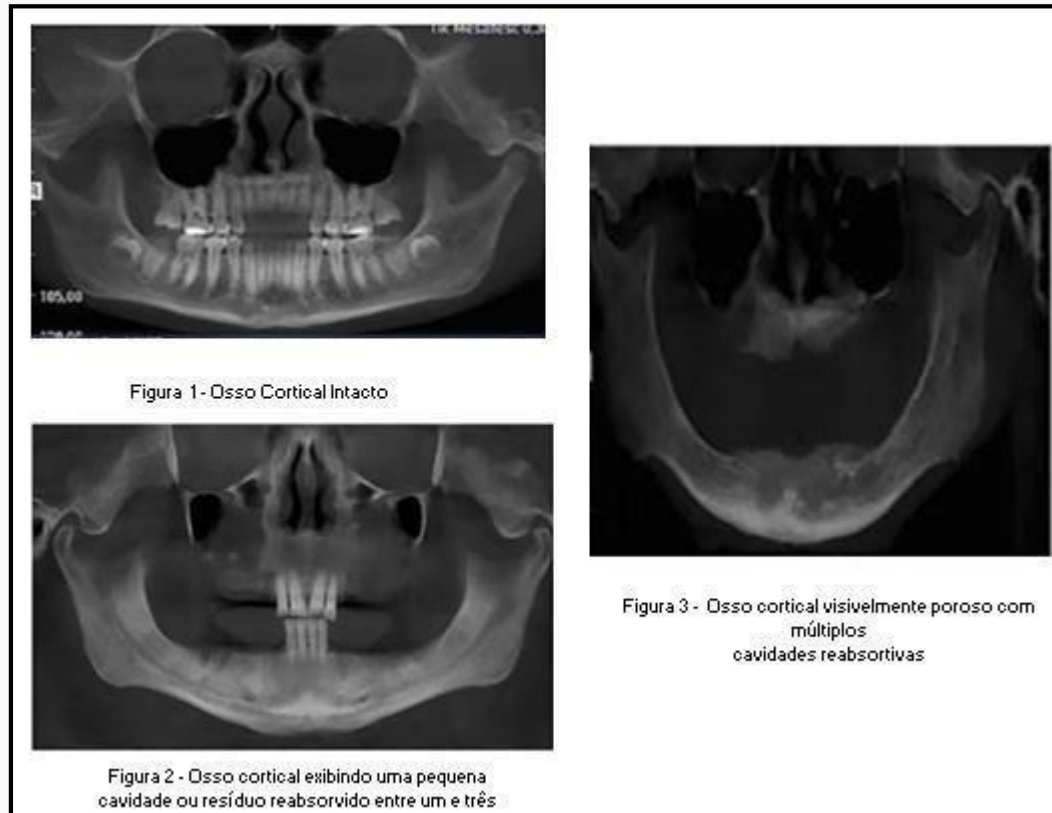 R
105,00
Figura 1- Osso Cortical Intacto
Figura 2 - Osso cortical exibindo uma pequena
cavidade ou resíduo reabsorvido entre um e três
Figura 3 - Osso cortical visivelmente poroso com
múltiplos
cavidades reabsortivas